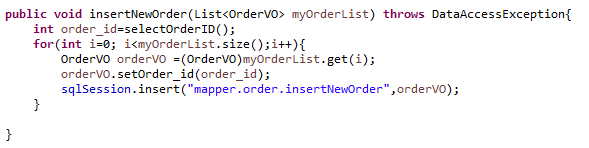 public void insertNewOrder(List<OrderVO> myOrderList) throws DataAccessException{
int order_id=selectOrderID();
for(int i=0; i<myOrderList.size();i++){
OrderVO orderVO =(OrderVO)myOrderList.get(i);
orderVO.setOrder_id(order_id);
sqlSession.insert("mapper.order.insertNewOrder",orderVO);
}
}